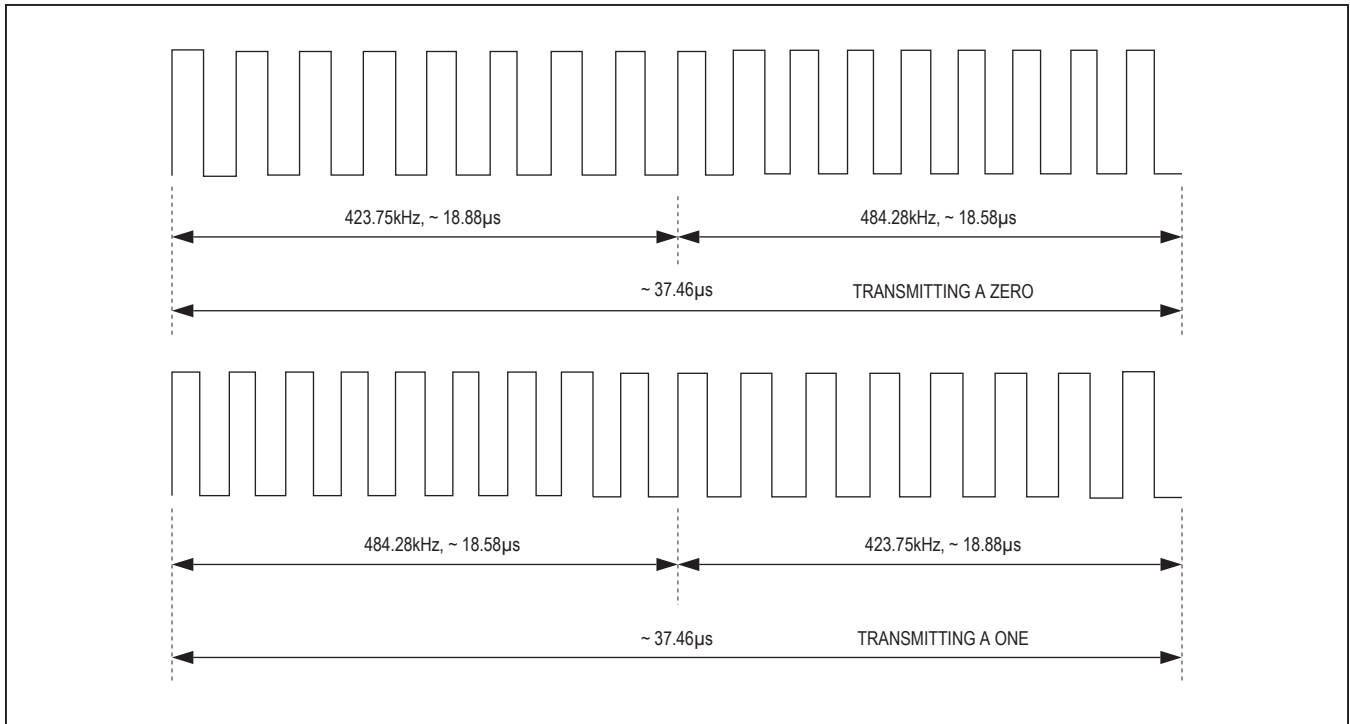 423.75kHz, ~ 18.88µs
484.28kHz, ~ 18.58µs
~ 37.46µs
TRANSMITTING A ZERO
484.28kHz, ~ 18.58µs
423.75kHz, ~ 18.88µs
~ 37.46µs
TRANSMITTING A ONE